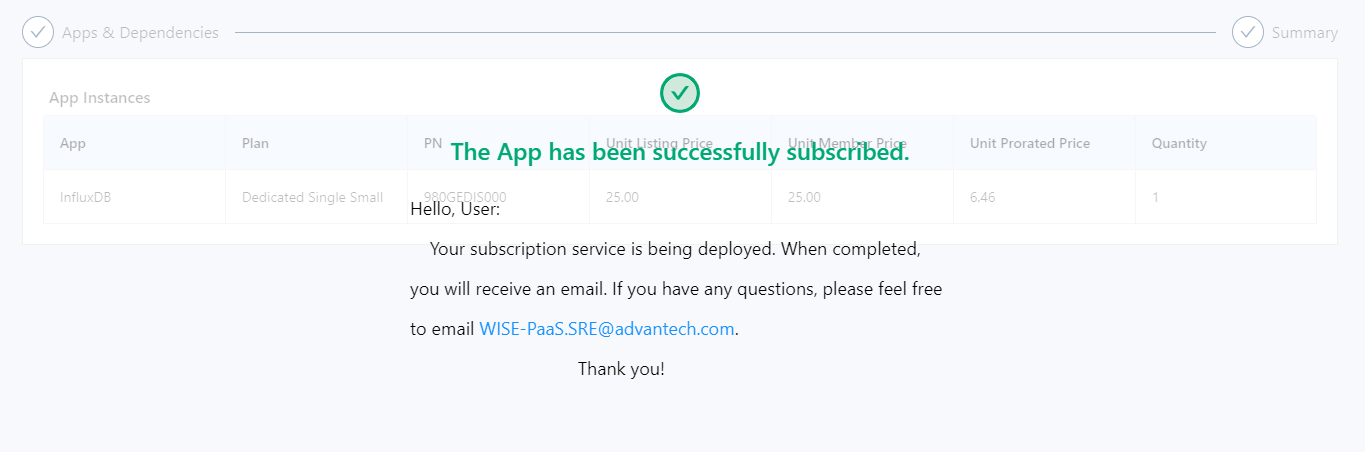 Apps & Dependencies
Summary
App Instances
App Plan PN Unit Listing Price Unit Member Price Unit Prorated Price Quantity
The App has been successfully subscribed.
InfluxDB Dedicated Single Small 980GEDIS000 25.00 25.00 6.46 1
Hello, User:
Your subscription service is being deployed. When completed,
you will receive an email. If you have any questions, please feel free
to email WISE-PaaS.SRE@advantech.com.
Thank you!